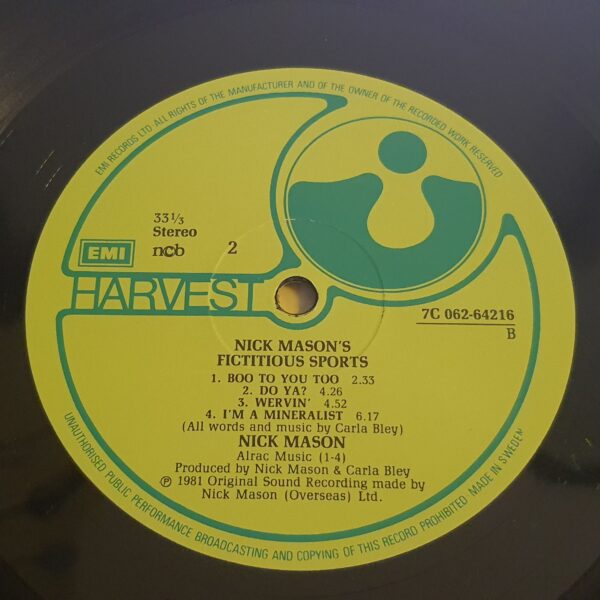 EMI RECORDS LTD. ALL RIGHTS OF THE MANUFACTURER AND OF THE OWNER OF THE RECORDED WORK RESERVED
33⅓
Stereo
EMI
ncb
2
HARVEST
7C 062-64216
B
NICK MASON'S
FICTITIOUS SPORTS
1. BOO TO YOU TOO 2.33
2. DO YA? 4.26
3. WERVIN' 4.52
4. I'M A MINERALIST 6.17
(All words and music by Carla Bley)
NICK MASON
Alrac Music (1-4)
Produced by Nick Mason & Carla Bley
℗ 1981 Original Sound Recording made by
Nick Mason (Overseas) Ltd.
UNAUTHORISED PUBLIC PERFORMANCE BROADCASTING AND COPYING OF THIS RECORD PROHIBITED MADE IN SWEDEN